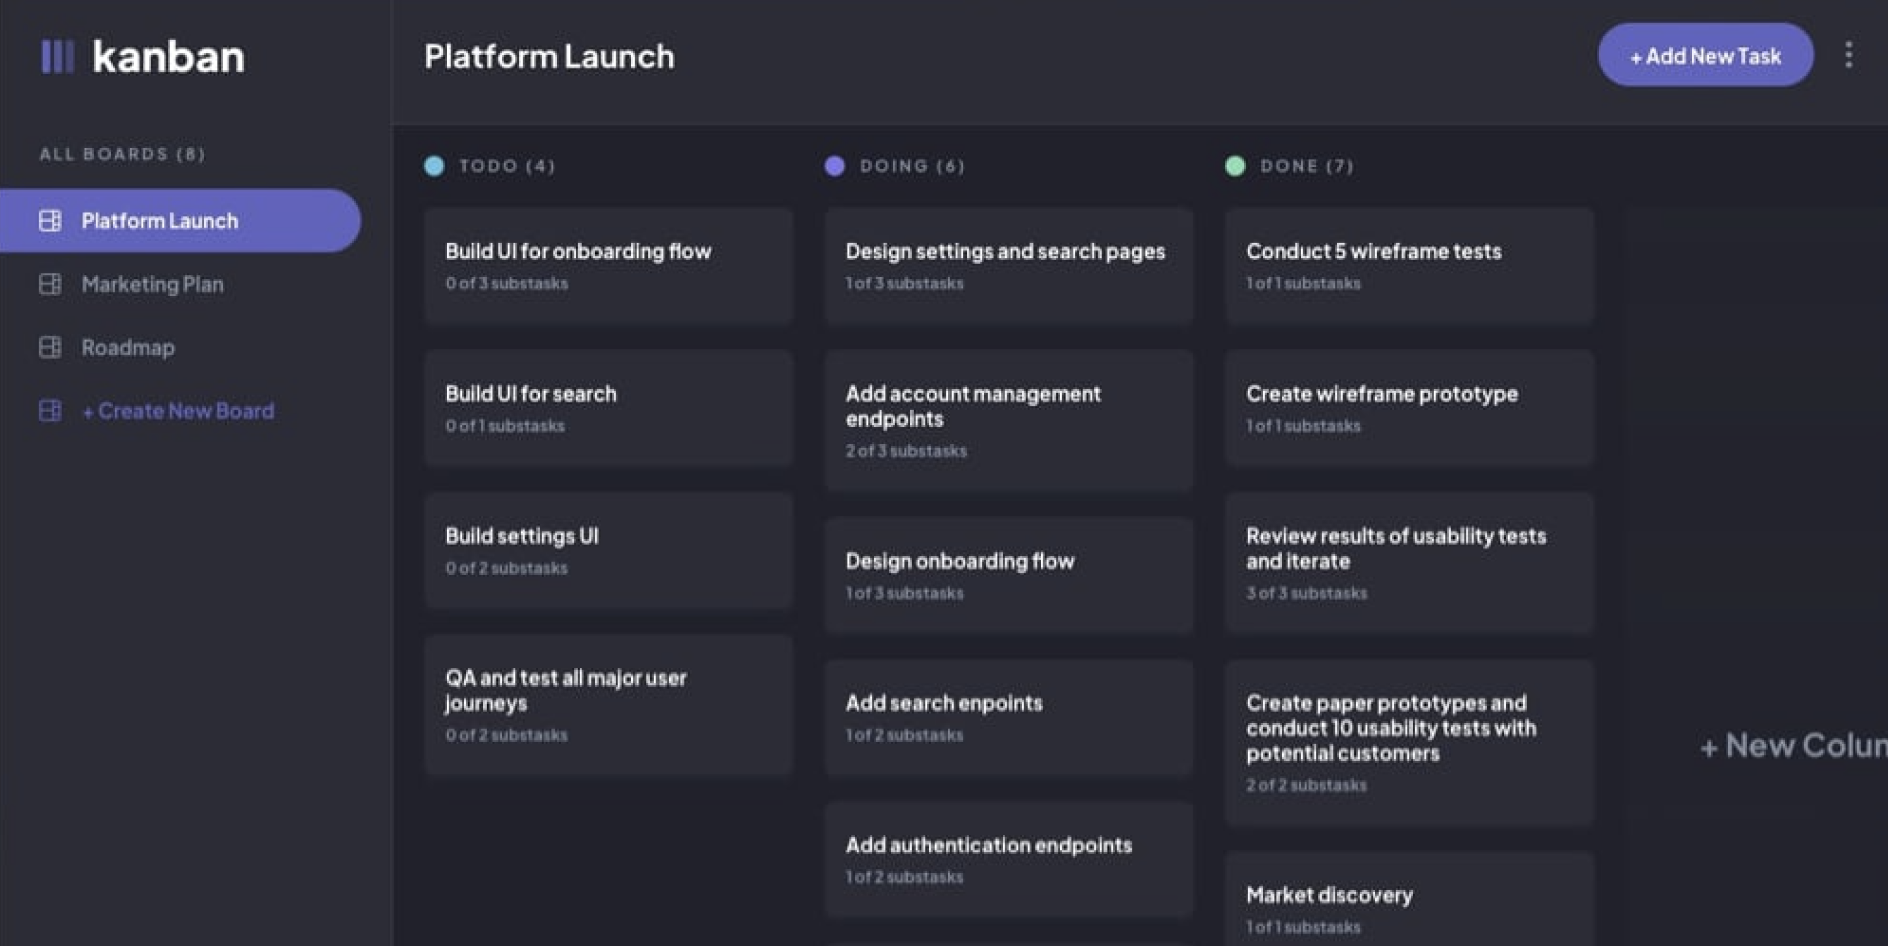 kanban
ALL BOARDS (8)
Platform Launch
Marketing Plan
Roadmap
+ Create New Board
Platform Launch
+ Add New Task
TODO (4)
Build UI for onboarding flow
0 of 3 substasks
Build UI for search
0 of 1 substasks
Build settings UI
0 of 2 substasks
QA and test all major user
journeys
0 of 2 substasks
DOING (6)
Design settings and search pages
1 of 3 substasks
Add account management
endpoints
2 of 3 substasks
Design onboarding flow
1 of 3 substasks
Add search enpoints
1 of 2 substasks
Add authentication endpoints
1 of 2 substasks
DONE (7)
Conduct 5 wireframe tests
1 of 1 substasks
Create wireframe prototype
1 of 1 substasks
Review results of usability tests
and iterate
3 of 3 substasks
Create paper prototypes and
conduct 10 usability tests with
potential customers
2 of 2 substasks
Market discovery
1 of 1 substasks
+ New Colum